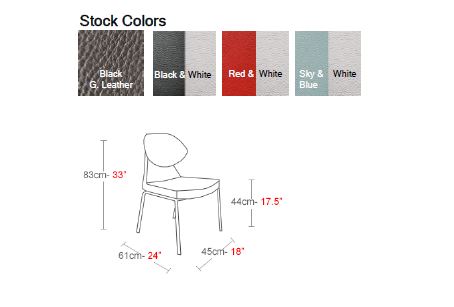 Stock Colors
Black
G. Leather
Black & White
Red & White
Sky & White
Blue
83cm- 33"
44cm- 17.5"
61cm- 24"
45cm- 18"